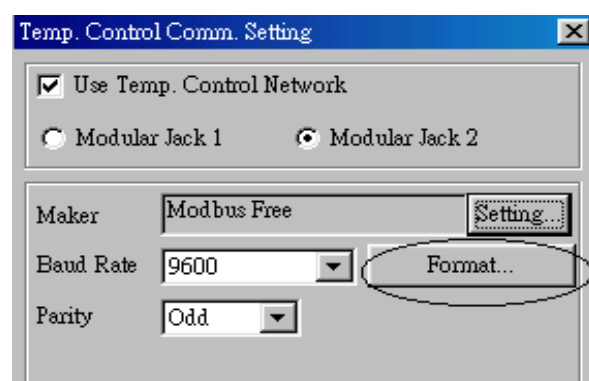 Temp. Control Comm. Setting
Use Temp. Control Network
Modular Jack 1 Modular Jack 2
Maker Modbus Free Setting...
Baud Rate 9600 Format...
Parity Odd